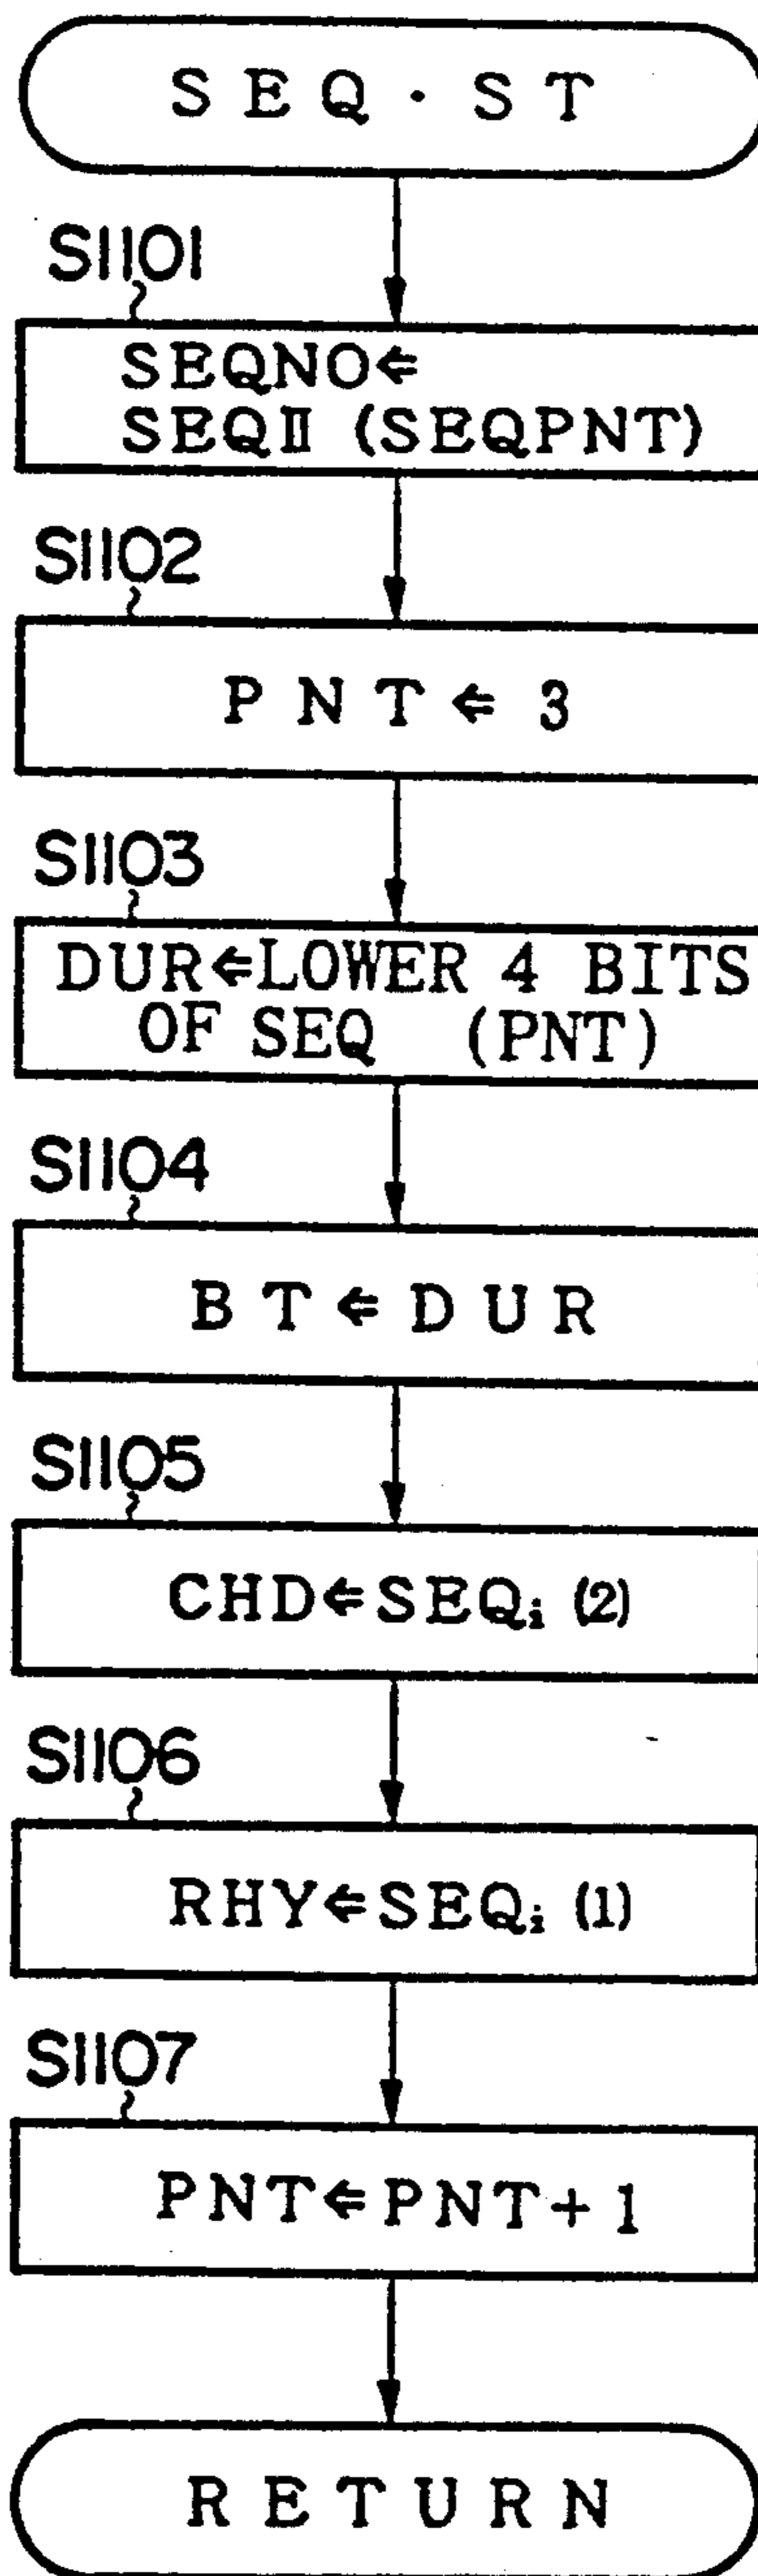 SEQ・ST
S1101
SEQNO⇐
SEQⅡ (SEQPNT)
S1102
PNT⇐3
S1103
DUR⇐LOWER 4 BITS
OF SEQ (PNT)
S1104
BT⇐DUR
S1105
CHD⇐SEQi (2)
S1106
RHY⇐SEQi (1)
S1107
PNT⇐PNT+1
RETURN